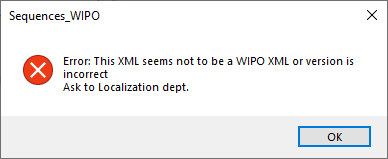 Sequences_WIPO
Error: This XML seems not to be a WIPO XML or version is
incorrect
Ask to Localization dept.
OK